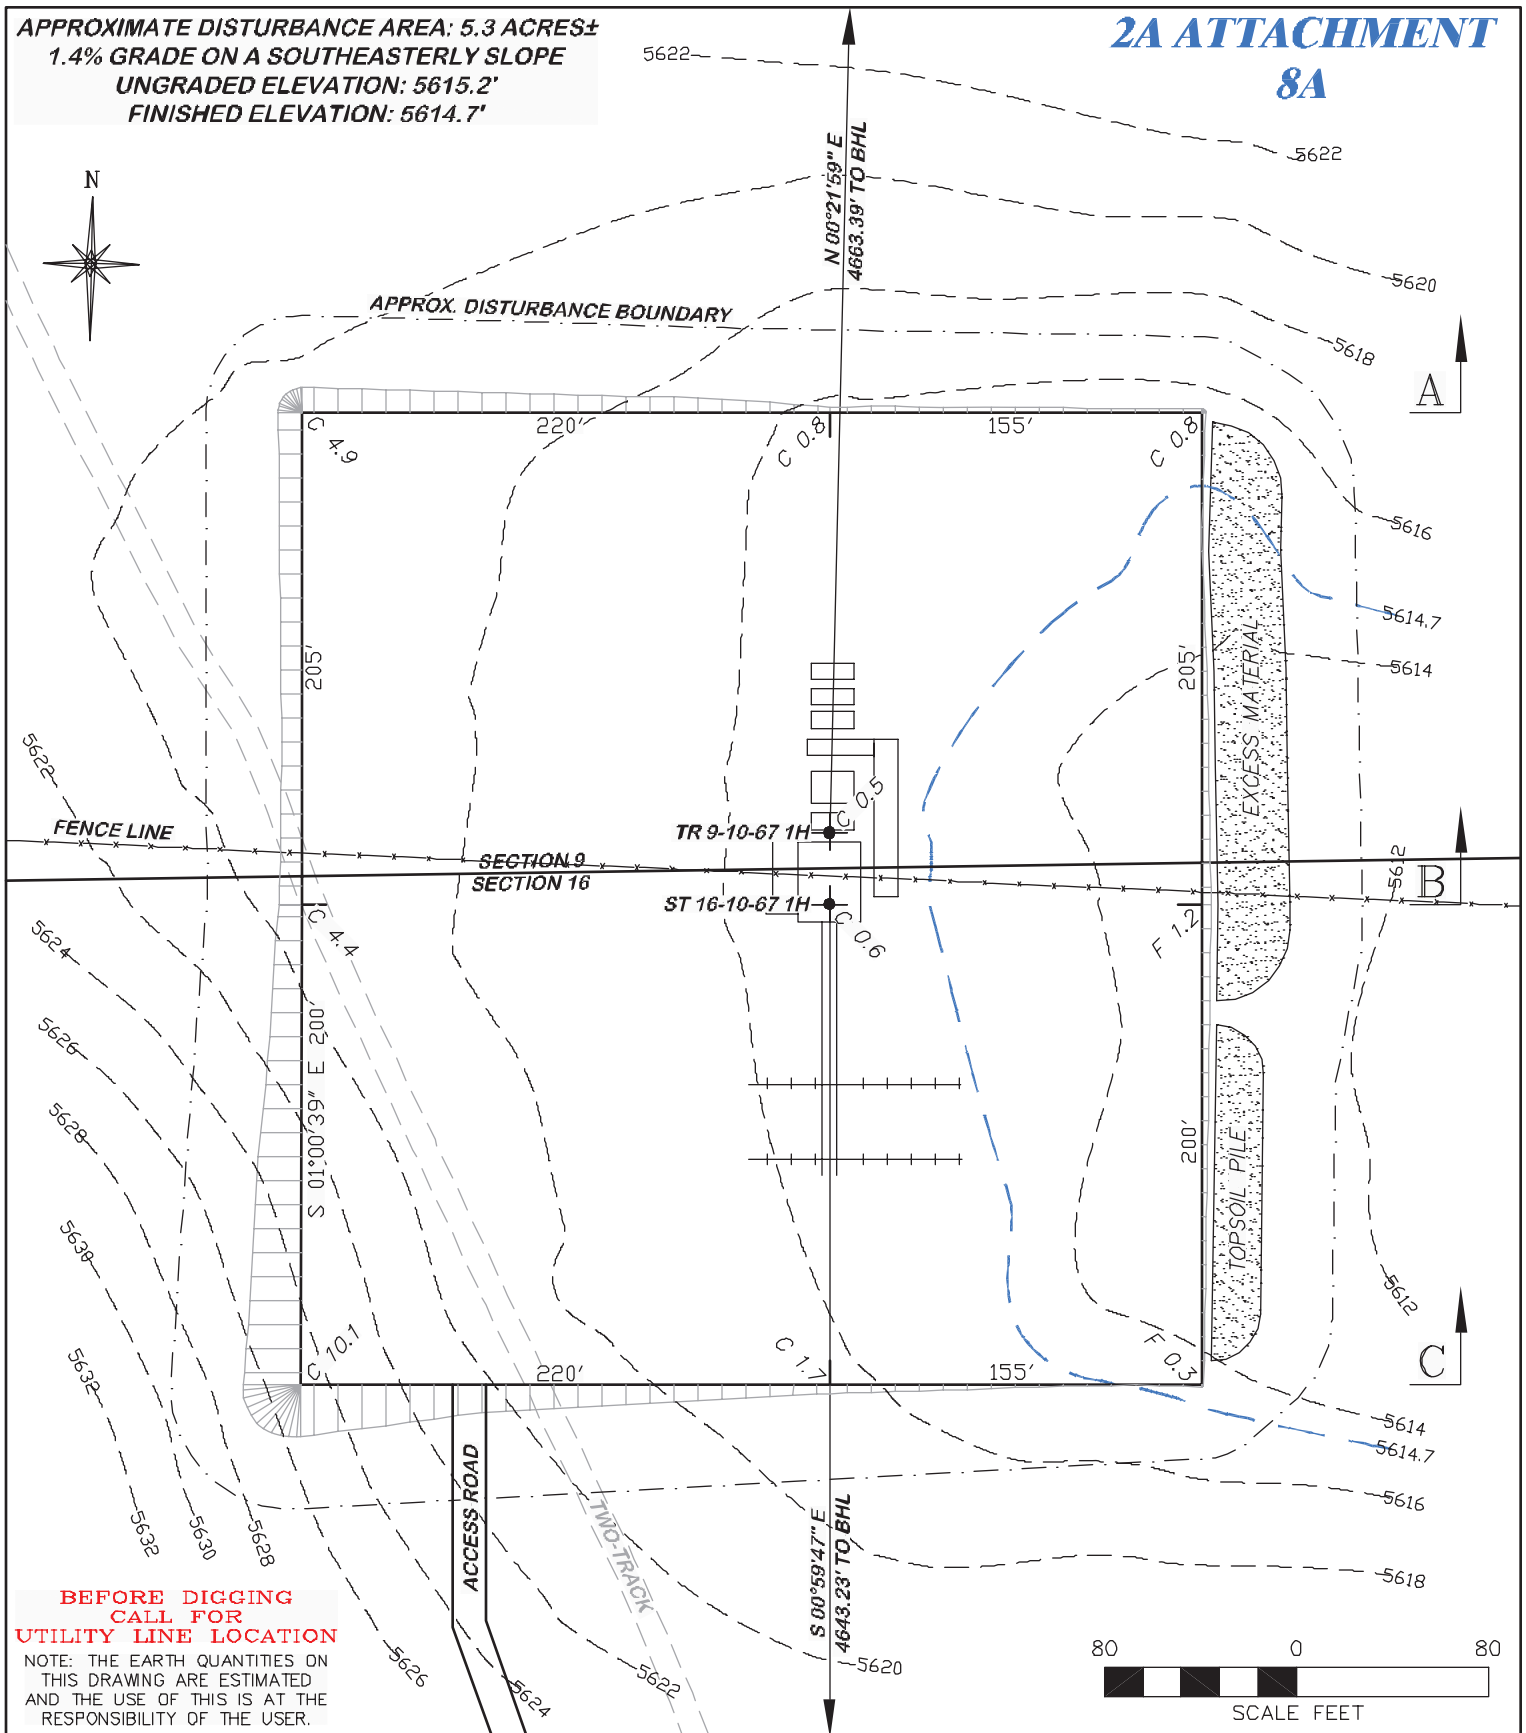 APPROXIMATE DISTURBANCE AREA: 5.3 ACRES±
1.4% GRADE ON A SOUTHEASTERLY SLOPE
UNGRADED ELEVATION: 5615.2'
FINISHED ELEVATION: 5614.7'
2A ATTACHMENT
8A
5622
5622
N 00°21'59" E
4663.39' TO BHL
N
5620
APPROX. DISTURBANCE BOUNDARY
5618
A
C 4.9
220'
C 0.8
155'
C 0.8
5616
5614.7
205'
205'
EXCESS MATERIAL
5614
5622
C 0.5
FENCE LINE
TR 9-10-67 1H
SECTION 9
SECTION 16
5612
B
ST 16-10-67 1H
C 4.4
C 0.6
F 1.2
5624
5626
S 01°00'39" E 200'
5628
200'
TOPSOIL PILE
5630
5612
5632
C 10.1
220'
C 1.7
155'
F 0.3
C
5614
5614.7
ACCESS ROAD
TWO-TRACK
S 00°59'47" E
4643.23' TO BHL
5616
5632
5630
5628
5618
BEFORE DIGGING
CALL FOR
UTILITY LINE LOCATION
NOTE: THE EARTH QUANTITIES ON
THIS DRAWING ARE ESTIMATED
AND THE USE OF THIS IS AT THE
RESPONSIBILITY OF THE USER.
5626
5624
5622
5620
80 0 80
SCALE FEET